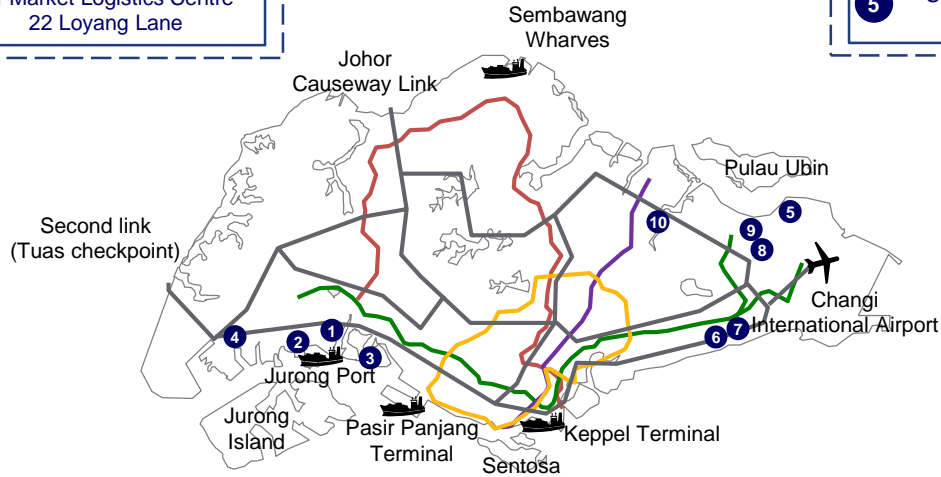 Market Logistics Centre
22 Loyang Lane
5
Sembawang
Wharves
Johor
Causeway Link
Pulau Ubin
5
10
9
8
Second link
(Tuas checkpoint)
Changi
International Airport
4
2
1
3
6
7
Jurong Port
Jurong
Island
Pasir Panjang
Terminal
Keppel Terminal
Sentosa